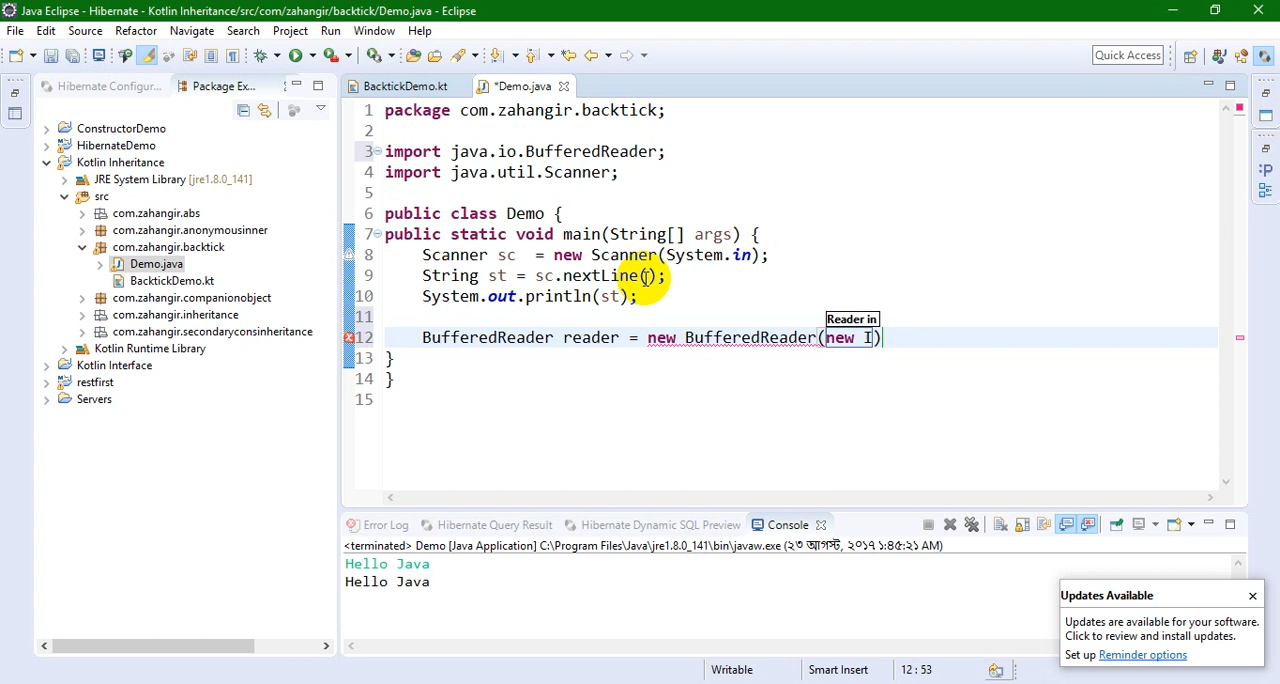 Java Eclipse - Hibernate - Kotlin Inheritance/src/com/zahangir/backtick/Demo.java - Eclipse
File Edit Source Refactor Navigate Search Project Run Window Help
Quick Access
Hibernate Configur... Package Ex...
BacktickDemo.kt *Demo.java
ConstructorDemo
HibernateDemo
Kotlin Inheritance
JRE System Library [jre1.8.0_141]
src
com.zahangir.abs
com.zahangir.anonymousinner
com.zahangir.backtick
Demo.java
BacktickDemo.kt
com.zahangir.companionobject
com.zahangir.inheritance
com.zahangir.secondaryconsinheritance
Kotlin Runtime Library
Kotlin Interface
restfirst
Servers
1 package com.zahangir.backtick;
2
3 import java.io.BufferedReader;
4 import java.util.Scanner;
5
6 public class Demo {
7 public static void main(String[] args) {
8 Scanner sc = new Scanner(System.in);
9 String st = sc.nextLine();
10 System.out.println(st);
11
Reader in
12 BufferedReader reader = new BufferedReader(new I)
13 }
14 }
15
Error Log Hibernate Query Result Hibernate Dynamic SQL Preview Console
<terminated> Demo [Java Application] C:\Program Files\Java\jre1.8.0_141\bin\javaw.exe (২৩ আগস্ট, ২০১৭ ১:৪৫:২১ AM)
Hello Java
Hello Java
Updates Available
Updates are available for your software.
Click to review and install updates.
Set up Reminder options
Writable Smart Insert 12 : 53